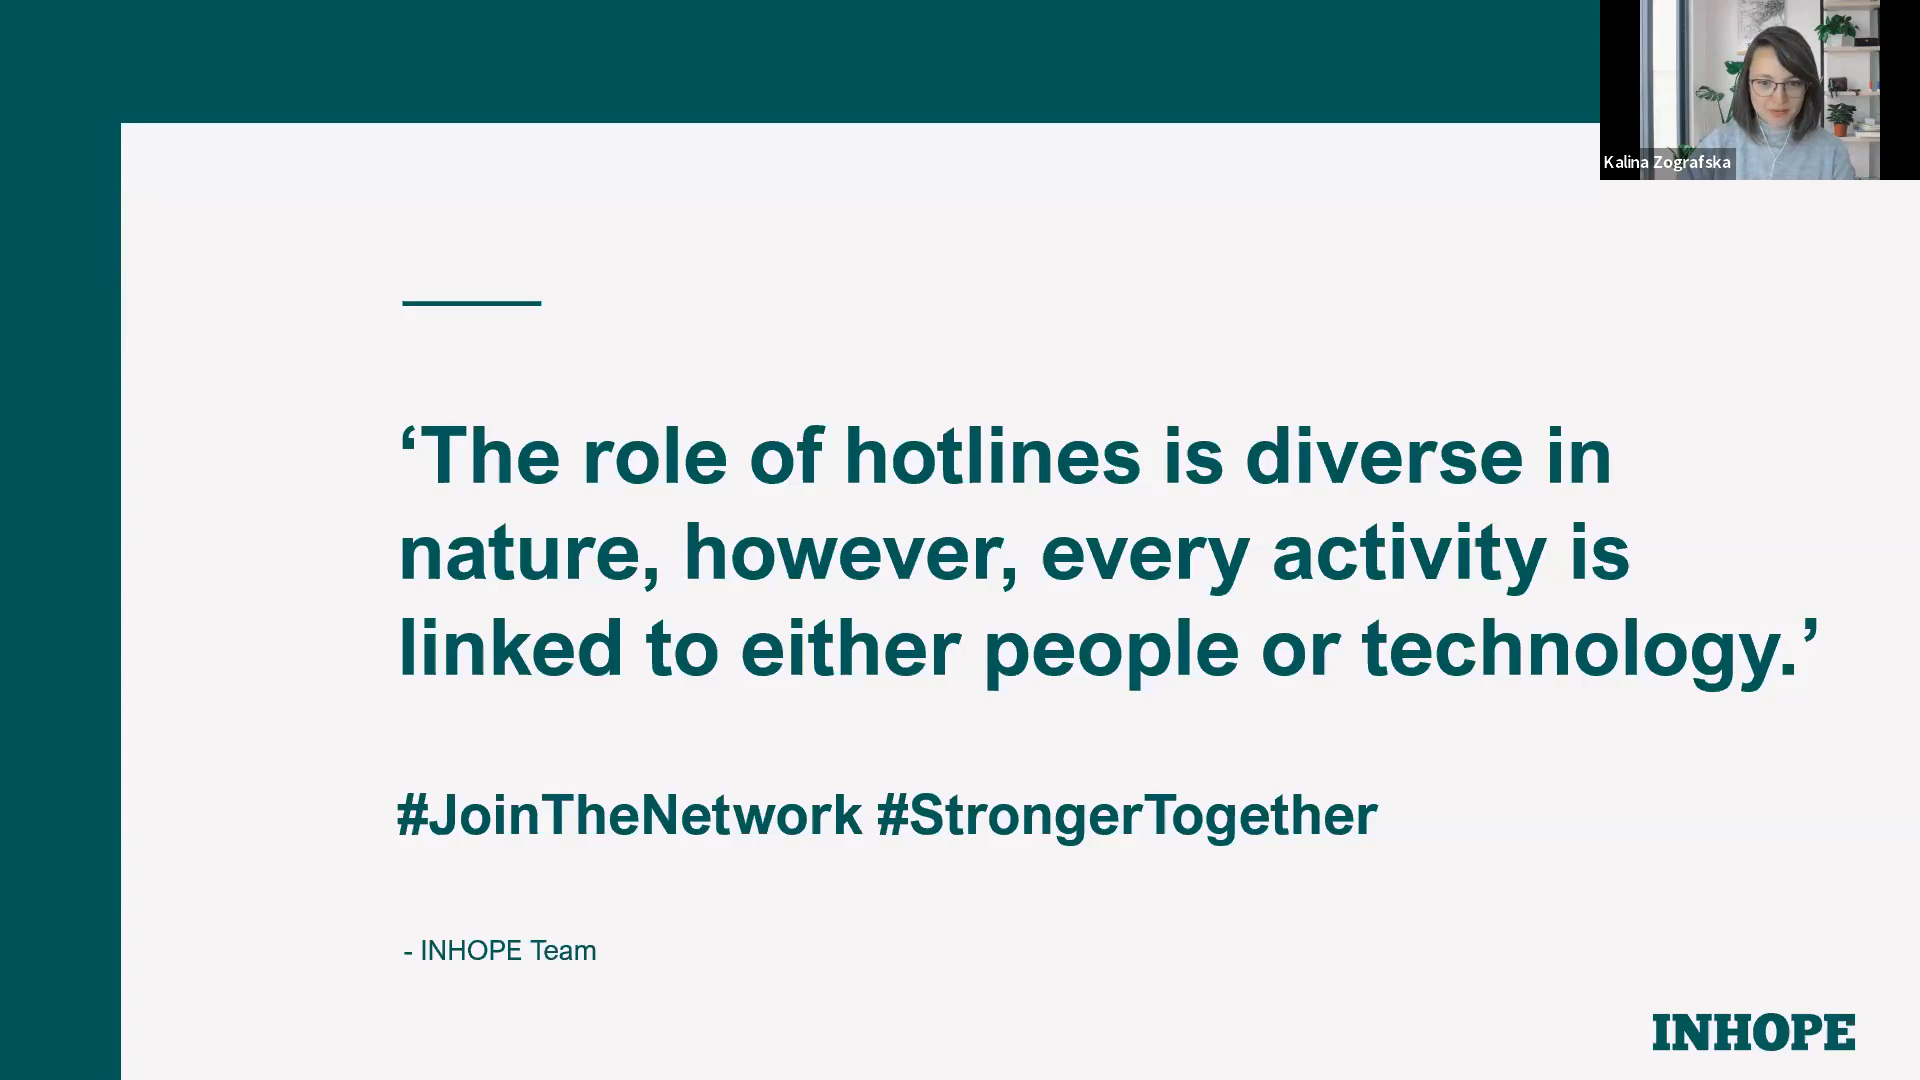 Kalina Zografska
‘The role of hotlines is diverse in
nature, however, every activity is
linked to either people or technology.’
#JoinTheNetwork #StrongerTogether
- INHOPE Team
INHOPE